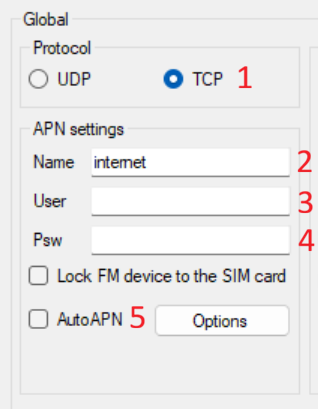 Global
Protocol
UDP TCP 1
APN settings
Name internet 2
User 3
Psw 4
Lock FM device to the SIM card
AutoAPN 5 Options